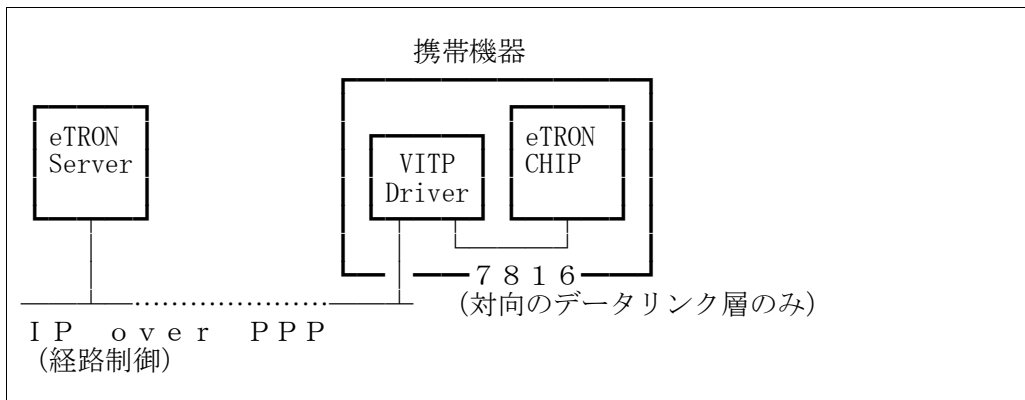 携帯機器
eTRON
Server
VITP
Driver
eTRON
CHIP
７８１６
（対向のデータリンク層のみ）
ＩＰ　ｏｖｅｒ　ＰＰＰ
（経路制御）